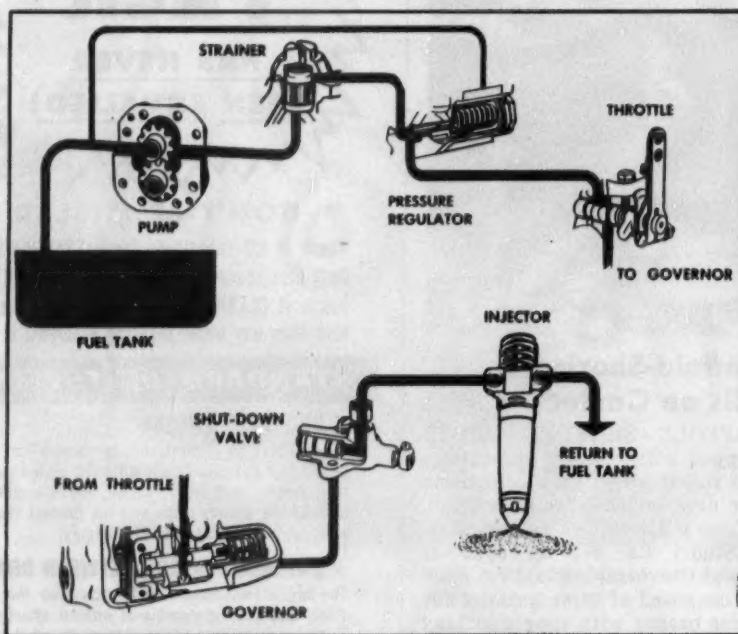 STRAINER
THROTTLE
PUMP
PRESSURE
REGULATOR
TO GOVERNOR
FUEL TANK
INJECTOR
SHUT-DOWN
VALVE
RETURN TO
FUEL TANK
FROM THROTTLE
GOVERNOR